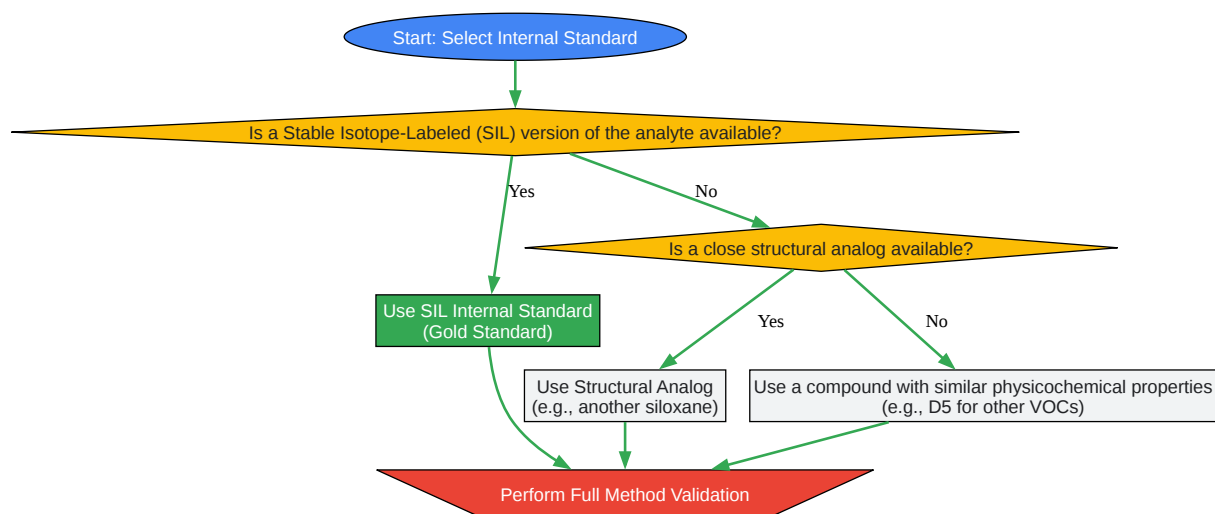 Start: Select Internal Standard
Is a Stable Isotope-Labeled (SIL) version of the analyte available?
Yes
No
Is a close structural analog available?
Use SIL Internal Standard
(Gold Standard)
Yes
No
Use Structural Analog
(e.g., another siloxane)
Use a compound with similar physicochemical properties
(e.g., D5 for other VOCs)
Perform Full Method Validation